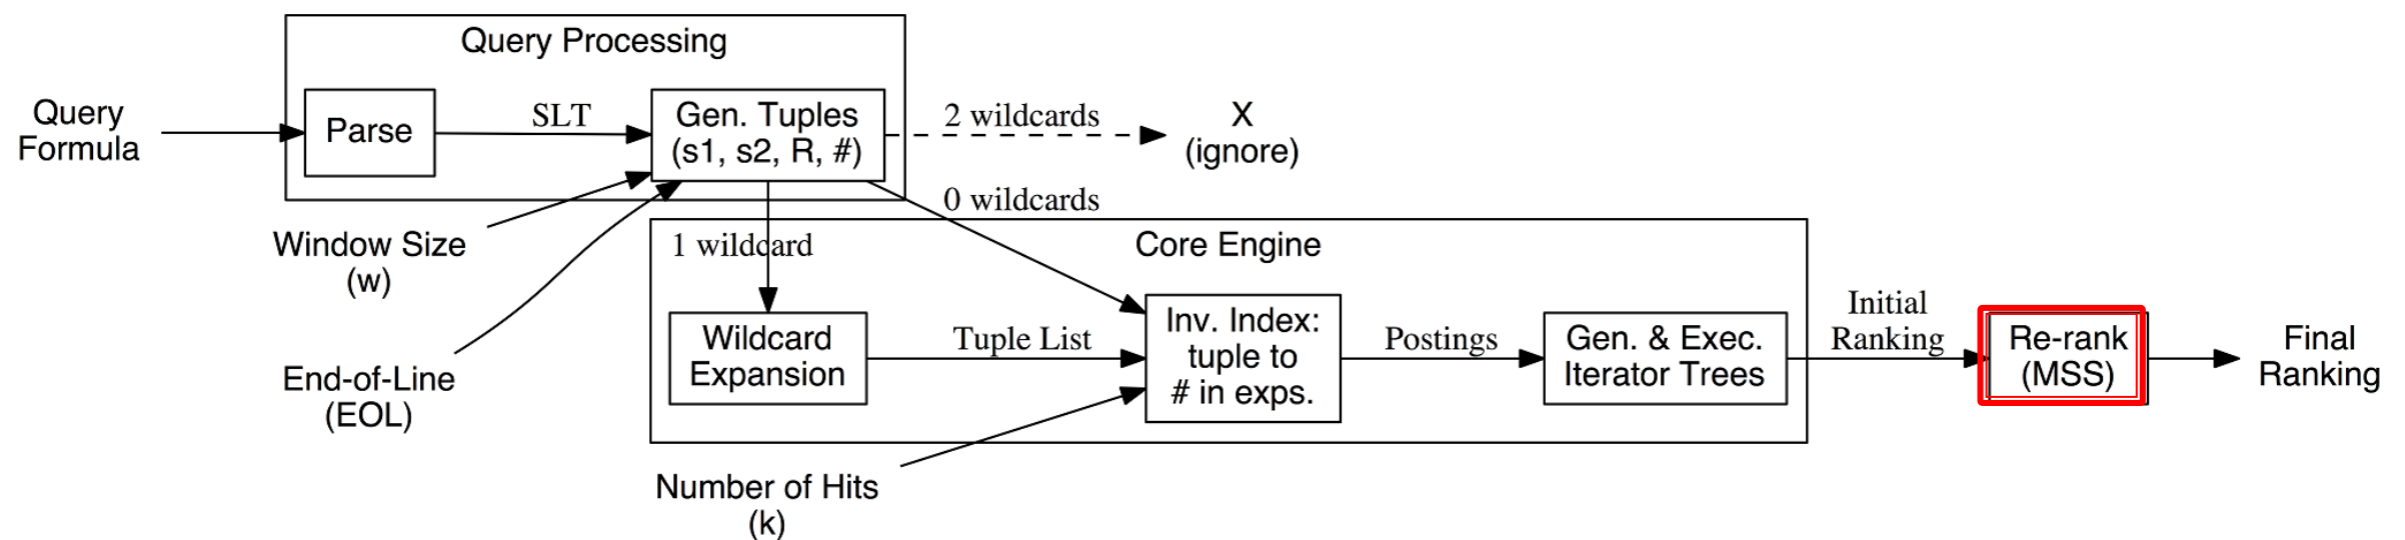 Query Processing
Query
Formula
Parse
SLT
Gen. Tuples
(s1, s2, R, #)
2 wildcards
X
(ignore)
0 wildcards
Window Size
(w)
1 wildcard
Core Engine
End-of-Line
(EOL)
Wildcard
Expansion
Tuple List
Inv. Index:
tuple to
# in exps.
Postings
Gen. & Exec.
Iterator Trees
Initial
Ranking
Re-rank
(MSS)
Final
Ranking
Number of Hits
(k)